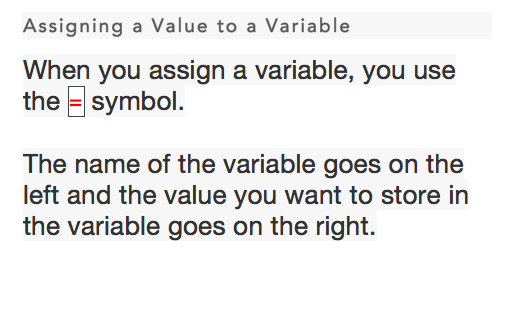 Assigning a Value to a Variable
When you assign a variable, you use
the = symbol.
The name of the variable goes on the
left and the value you want to store in
the variable goes on the right.